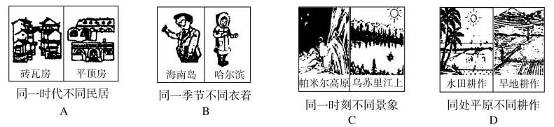 砖瓦房 平顶房
同一时代不同民居
A
海南岛 哈尔滨
同一季节不同衣着
B
帕米尔高原 乌苏里江上
同一时刻不同景象
C
水田耕作 旱地耕作
同处平原不同耕作
D